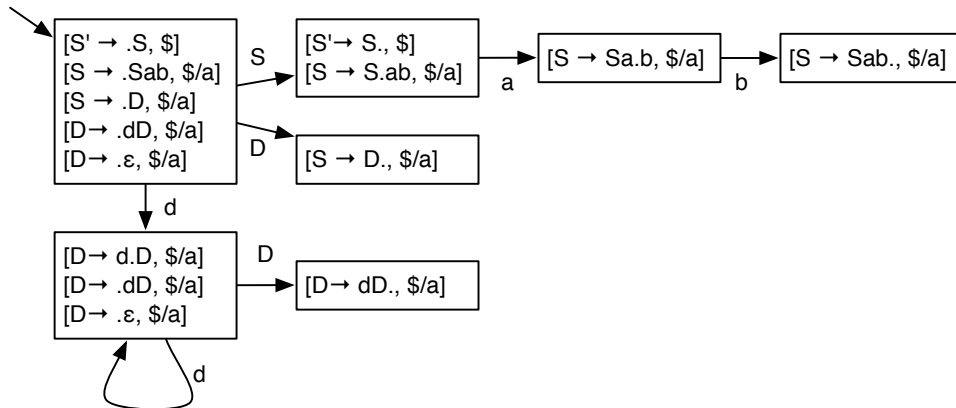 [S' → .S, $]
[S → .Sab, $/a]
[S → .D, $/a]
[D→ .dD, $/a]
[D→ .ε, $/a]
S
[S'→ S., $]
[S → S.ab, $/a]
a
[S → Sa.b, $/a]
b
[S → Sab., $/a]
D
[S → D., $/a]
d
[D→ d.D, $/a]
[D→ .dD, $/a]
[D→ .ε, $/a]
D
[D→ dD., $/a]
d